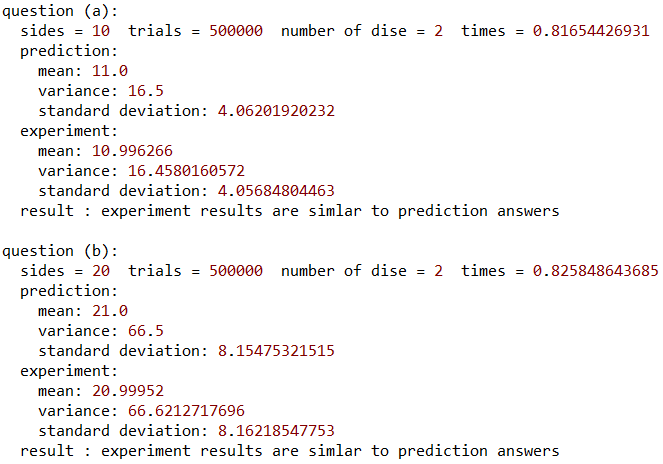 question (a):
sides = 10 trials = 500000 number of dise = 2 times = 0.81654426931
prediction:
mean: 11.0
variance: 16.5
standard deviation: 4.06201920232
experiment:
mean: 10.996266
variance: 16.4580160572
standard deviation: 4.05684804463
result : experiment results are simlar to prediction answers
question (b):
sides = 20 trials = 500000 number of dise = 2 times = 0.825848643685
prediction:
mean: 21.0
variance: 66.5
standard deviation: 8.15475321515
experiment:
mean: 20.99952
variance: 66.6212717696
standard deviation: 8.16218547753
result : experiment results are simlar to prediction answers